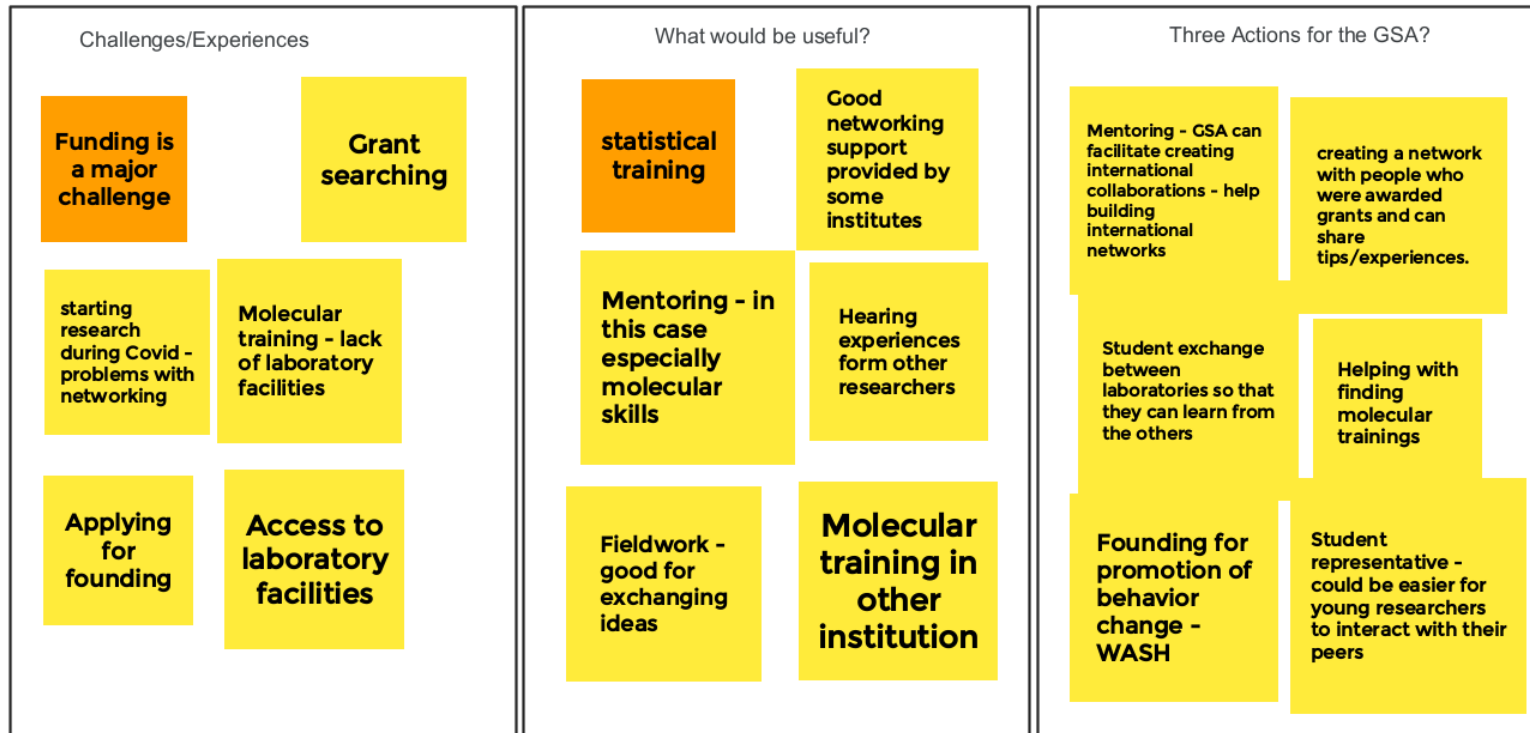 Challenges/Experiences
Funding is
a major
challenge
Grant
searching
starting
research
during Covid -
problems with
networking
Molecular
training - lack
of laboratory
facilities
Applying
for
founding
Access to
laboratory
facilities
What would be useful?
statistical
training
Good
networking
support
provided by
some
institutes
Mentoring - in
this case
especially
molecular
skills
Hearing
experiences
form other
researchers
Fieldwork -
good for
exchanging
ideas
Molecular
training in
other
institution
Three Actions for the GSA?
Mentoring - GSA can
facilitate creating
international
collaborations - help
building
international
networks
creating a network
with people who
were awarded
grants and can
share
tips/experiences.
Student exchange
between
laboratories so that
they can learn from
the others
Helping with
finding
molecular
trainings
Founding for
promotion of
behavior
change -
WASH
Student
representative -
could be easier for
young researchers
to interact with their
peers